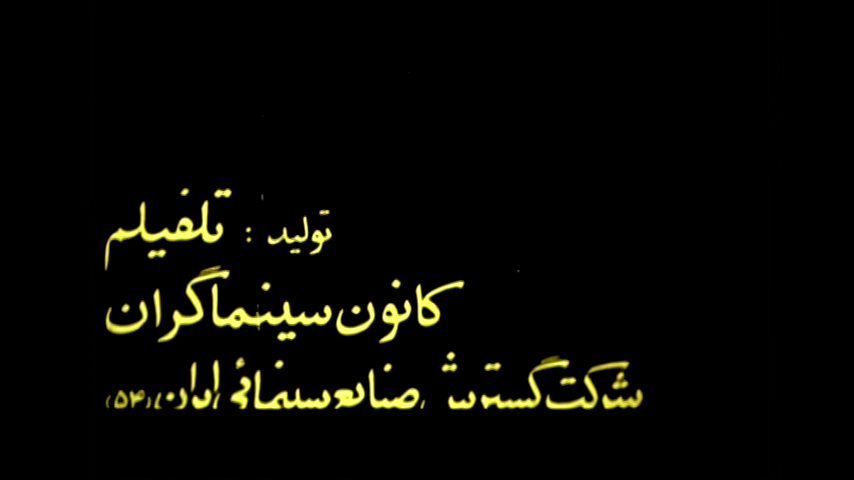 تولید : تلفیلم
کانون سینماگران
شرکت گسترش صنایع سینمائی ایران (۵۴)